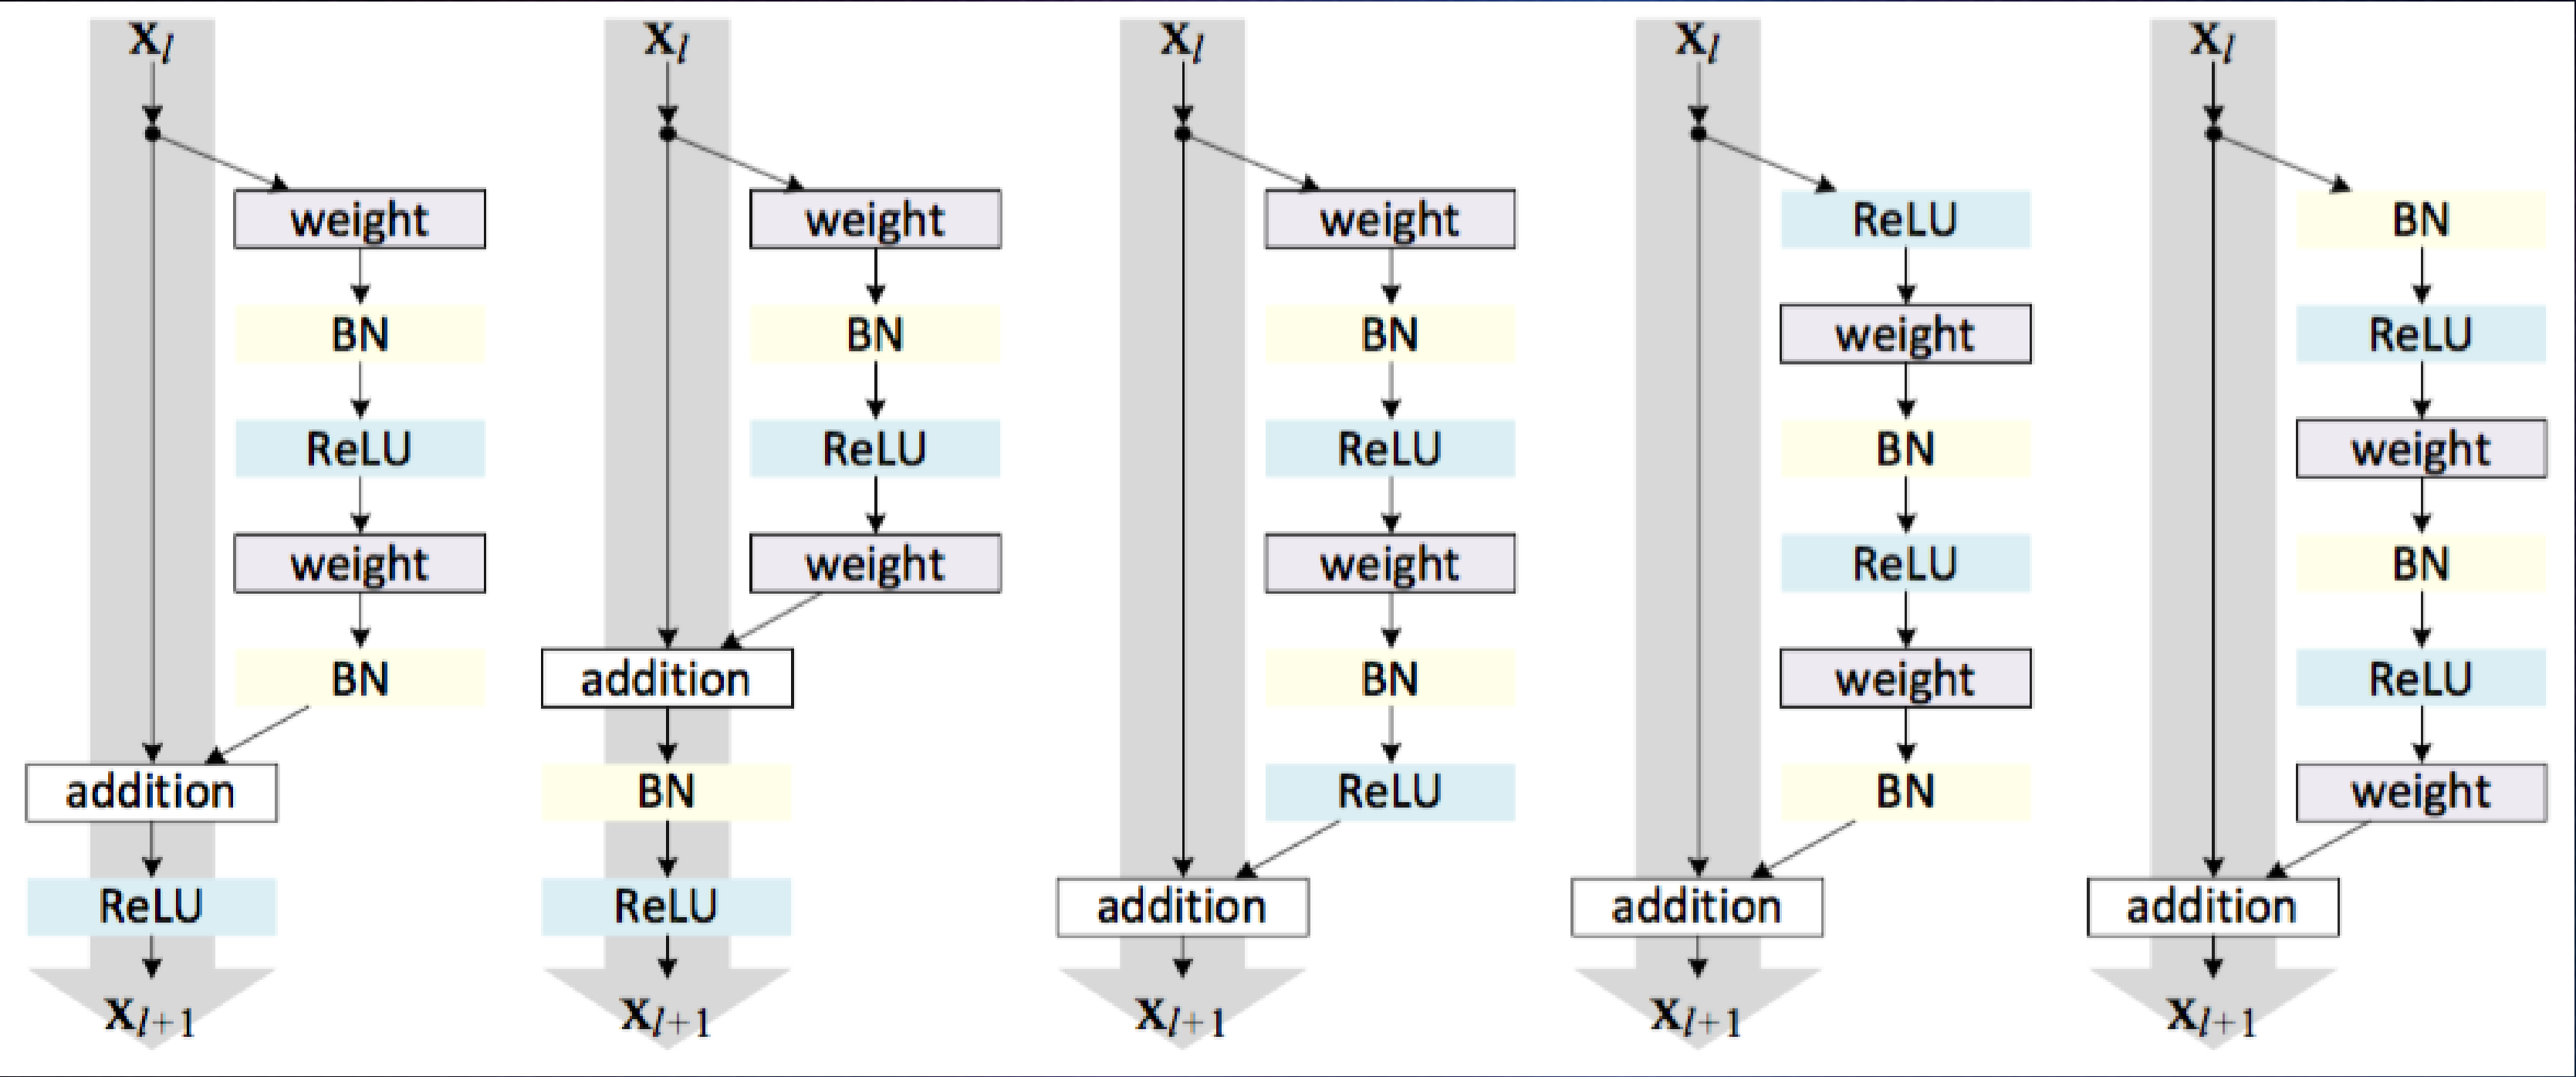 x_l
weight
BN
ReLU
weight
BN
addition
ReLU
x_{l+1}
x_l
weight
BN
ReLU
weight
addition
BN
ReLU
x_{l+1}
x_l
weight
BN
ReLU
weight
BN
ReLU
addition
x_{l+1}
x_l
ReLU
weight
BN
ReLU
weight
BN
addition
x_{l+1}
x_l
BN
ReLU
weight
BN
ReLU
weight
addition
x_{l+1}